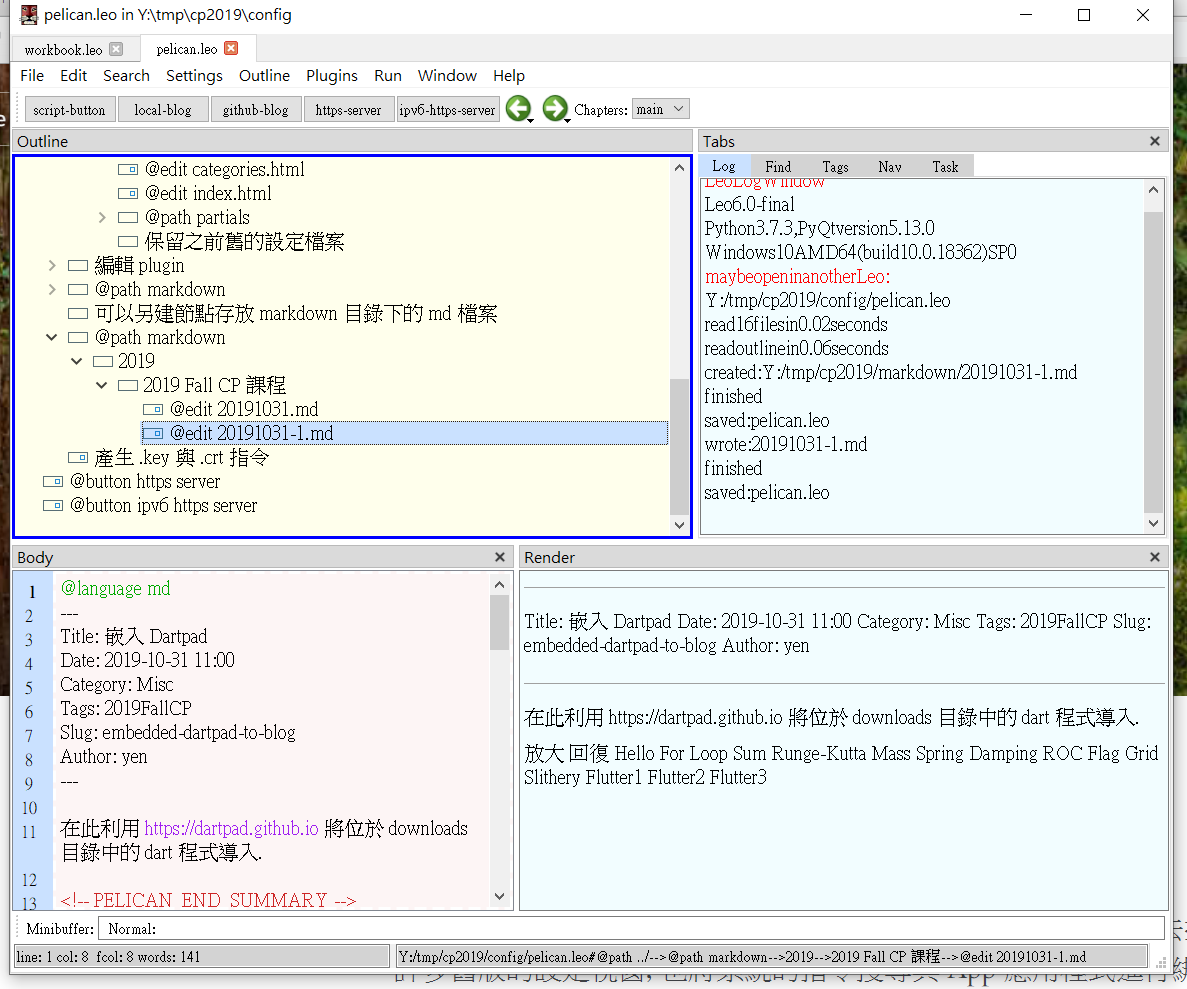 pelican.leo in Y:\tmp\cp2019\config
workbook.leo
pelican.leo
File Edit Search Settings Outline Plugins Run Window Help
script-button local-blog github-blog https-server ipv6-https-server Chapters: main
Outline
@edit categories.html
@edit index.html
@path partials
保留之前舊的設定檔案
編輯 plugin
@path markdown
可以另建節點存放 markdown 目錄下的 md 檔案
@path markdown
2019
2019 Fall CP 課程
@edit 20191031.md
@edit 20191031-1.md
產生 .key 與 .crt 指令
@button https server
@button ipv6 https server
Tabs
Log Find Tags Nav Task
LeoLogWindow
Leo6.0-final
Python3.7.3,PyQtversion5.13.0
Windows10AMD64(build10.0.18362)SP0
maybeopeninanotherLeo:
Y:/tmp/cp2019/config/pelican.leo
read16filesin0.02seconds
readoutlinein0.06seconds
created:Y:/tmp/cp2019/markdown/20191031-1.md
finished
saved:pelican.leo
wrote:20191031-1.md
finished
saved:pelican.leo
Body
1 @language md
2 ---
3 Title: 嵌入 Dartpad
4 Date: 2019-10-31 11:00
5 Category: Misc
6 Tags: 2019FallCP
7 Slug: embedded-dartpad-to-blog
8 Author: yen
9 ---
10
11 在此利用 https://dartpad.github.io 將位於 downloads
目錄中的 dart 程式導入.
12
13 <!-- PELICAN_END_SUMMARY -->
Render
Title: 嵌入 Dartpad Date: 2019-10-31 11:00 Category: Misc Tags: 2019FallCP Slug:
embedded-dartpad-to-blog Author: yen
在此利用 https://dartpad.github.io 將位於 downloads 目錄中的 dart 程式導入.
放大 回復 Hello For Loop Sum Runge-Kutta Mass Spring Damping ROC Flag Grid
Slithery Flutter1 Flutter2 Flutter3
Minibuffer: Normal:
line: 1 col: 8 fcol: 8 words: 141
Y:/tmp/cp2019/config/pelican.leo#@path ../-->@path markdown-->2019-->2019 Fall CP 課程-->@edit 20191031-1.md